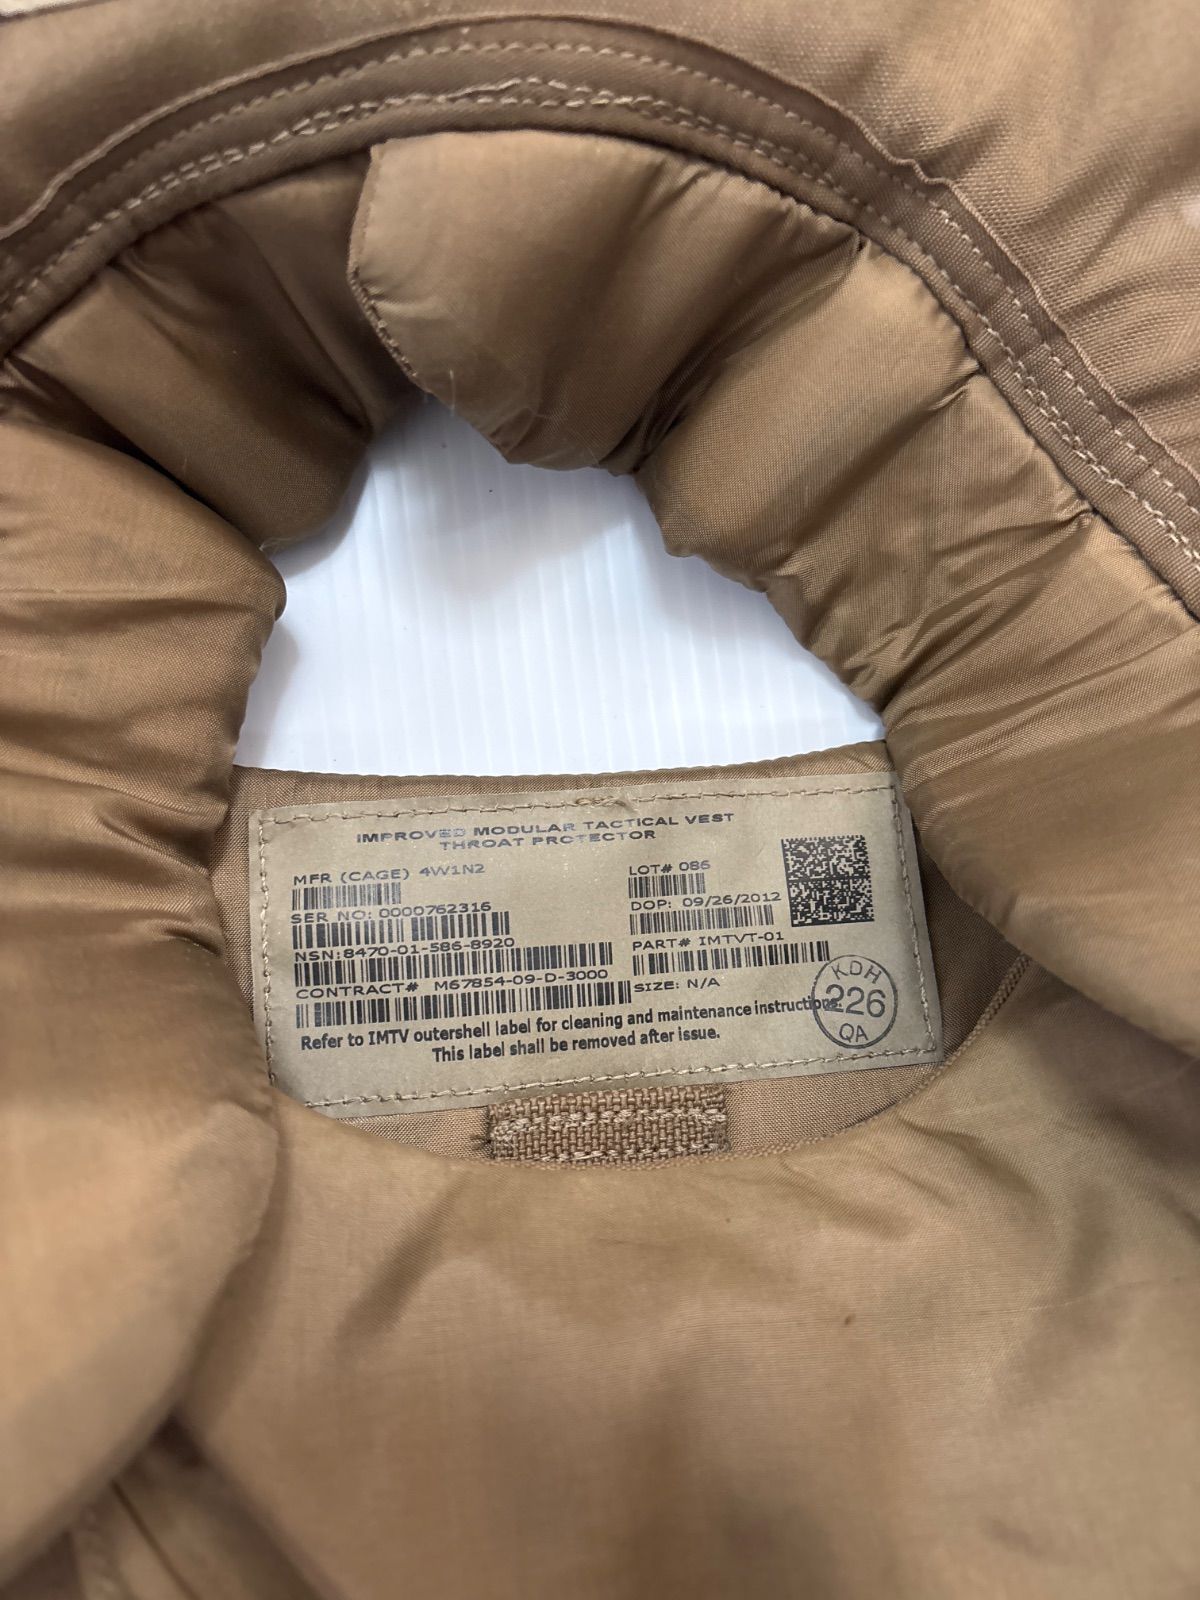 IMPROVED MODULAR TACTICAL VEST
THROAT PROTECTOR
MFR (CAGE) 4W1N2
SER NO: 0000762316
NSN:8470-01-586-8920
CONTRACT# M67854-09-D-3000
LOT# 086
DOP: 09/26/2012
PART# IMTVT-01
SIZE: N/A
KDH
226
QA
Refer to IMTV outershell label for cleaning and maintenance instructions.
This label shall be removed after issue.